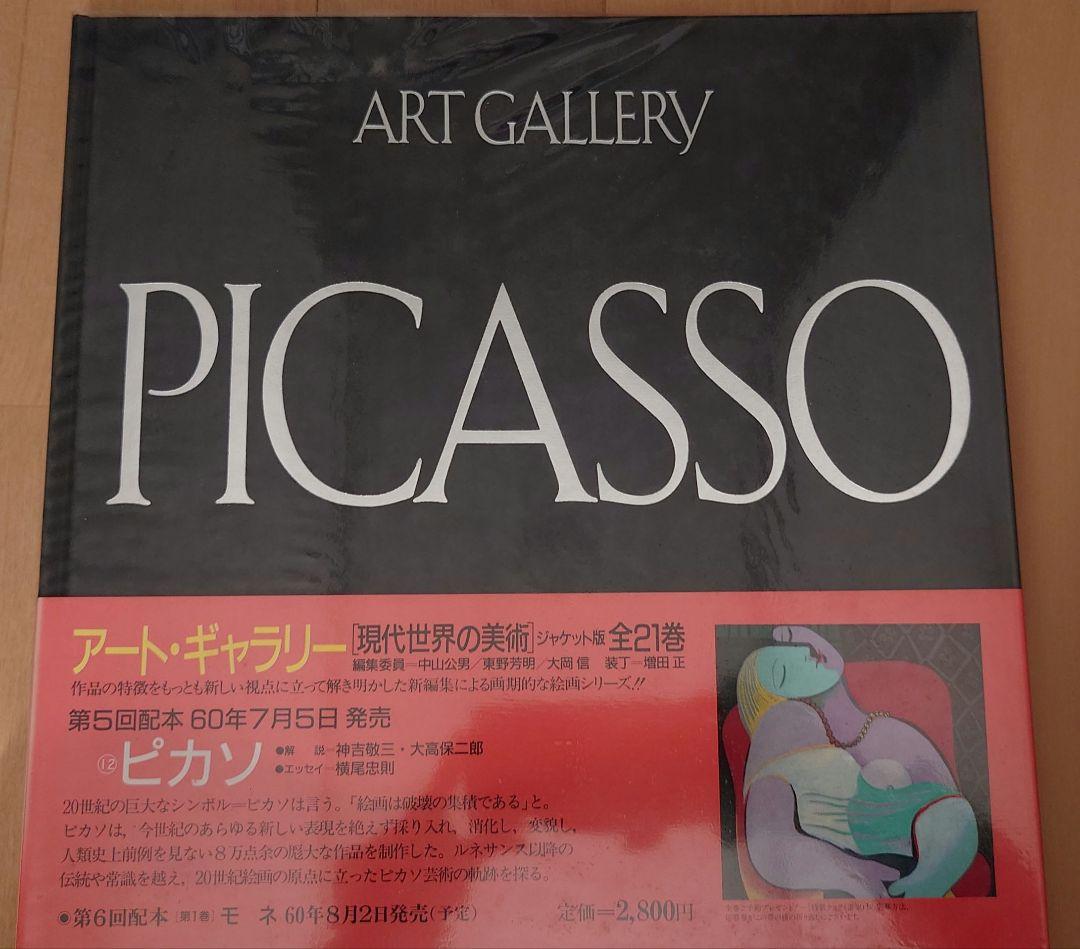 ART GALLERY
PICASSO
アート・ギャラリー[現代世界の美術]ジャケット版 全21巻
編集委員=中山公男/東野芳明/大岡 信 装丁=増田 正
作品の特徴をもっとも新しい視点に立って解き明かした新編集による画期的な絵画シリーズ!!
第5回配本 60年7月5日 発売
⑫ピカソ
●解 説=神吉敬三・大高保二郎
●エッセイ=横尾忠則
20世紀の巨大なシンボル=ピカソは言う。「絵画は破壊の集積である」と。
ピカソは、今世紀のあらゆる新しい表現を絶えず採り入れ、消化し、変貌し、
人類史上前例を見ない8万点余の厖大な作品を制作した。ルネサンス以降の
伝統や常識を越え、20世紀絵画の原点に立ったピカソ芸術の軌跡を探る。
●第6回配本[第1巻]モ ネ 60年8月2日発売(予定)
定価=2,800円